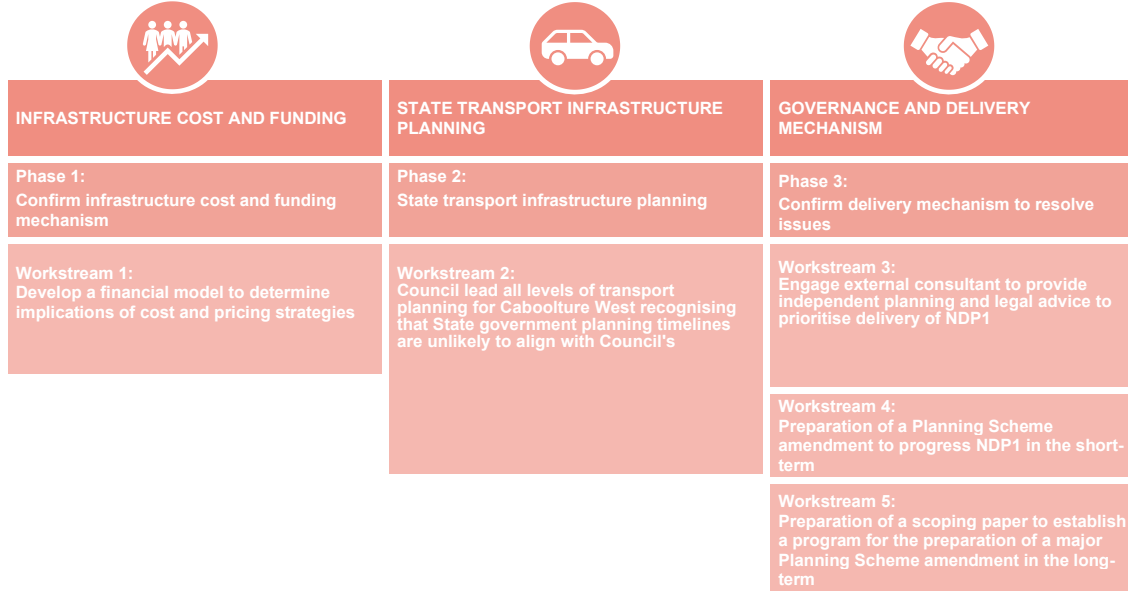 INFRASTRUCTURE COST AND FUNDING
Phase 1:
Confirm infrastructure cost and funding
mechanism
Workstream 1:
Develop a financial model to determine
implications of cost and pricing strategies
STATE TRANSPORT INFRASTRUCTURE
PLANNING
Phase 2:
State transport infrastructure planning
Workstream 2:
Council lead all levels of transport
planning for Caboolture West recognising
that State government planning timelines
are unlikely to align with Council's
GOVERNANCE AND DELIVERY
MECHANISM
Phase 3:
Confirm delivery mechanism to resolve
issues
Workstream 3:
Engage external consultant to provide
independent planning and legal advice to
prioritise delivery of NDP1
Workstream 4:
Preparation of a Planning Scheme
amendment to progress NDP1 in the short-
term
Workstream 5:
Preparation of a scoping paper to establish
a program for the preparation of a major
Planning Scheme amendment in the long-
term